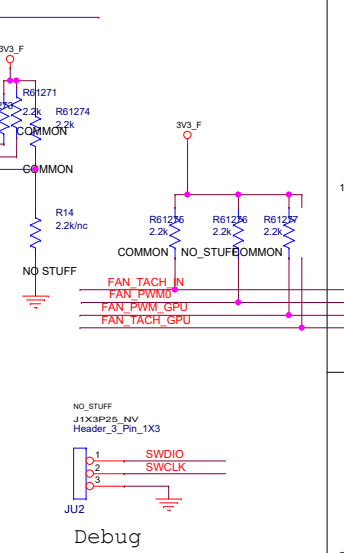 3V3_F
R61271
273
2.2k
R61274
2.2k
COMMON
COMMON
R14
2.2k/nc
NO STUFF
3V3_F
1
R61275
2.2k
R61276
2.2k
R61277
2.2k
COMMON
NO_STUFF
COMMON
FAN_TACH_IN
FAN_PWM0
FAN_PWM_GPU
FAN_TACH_GPU
NO_STUFF
J1X3P25_NV
Header_3_Pin_1X3
1 SWDIO
2 SWCLK
3
JU2
Debug